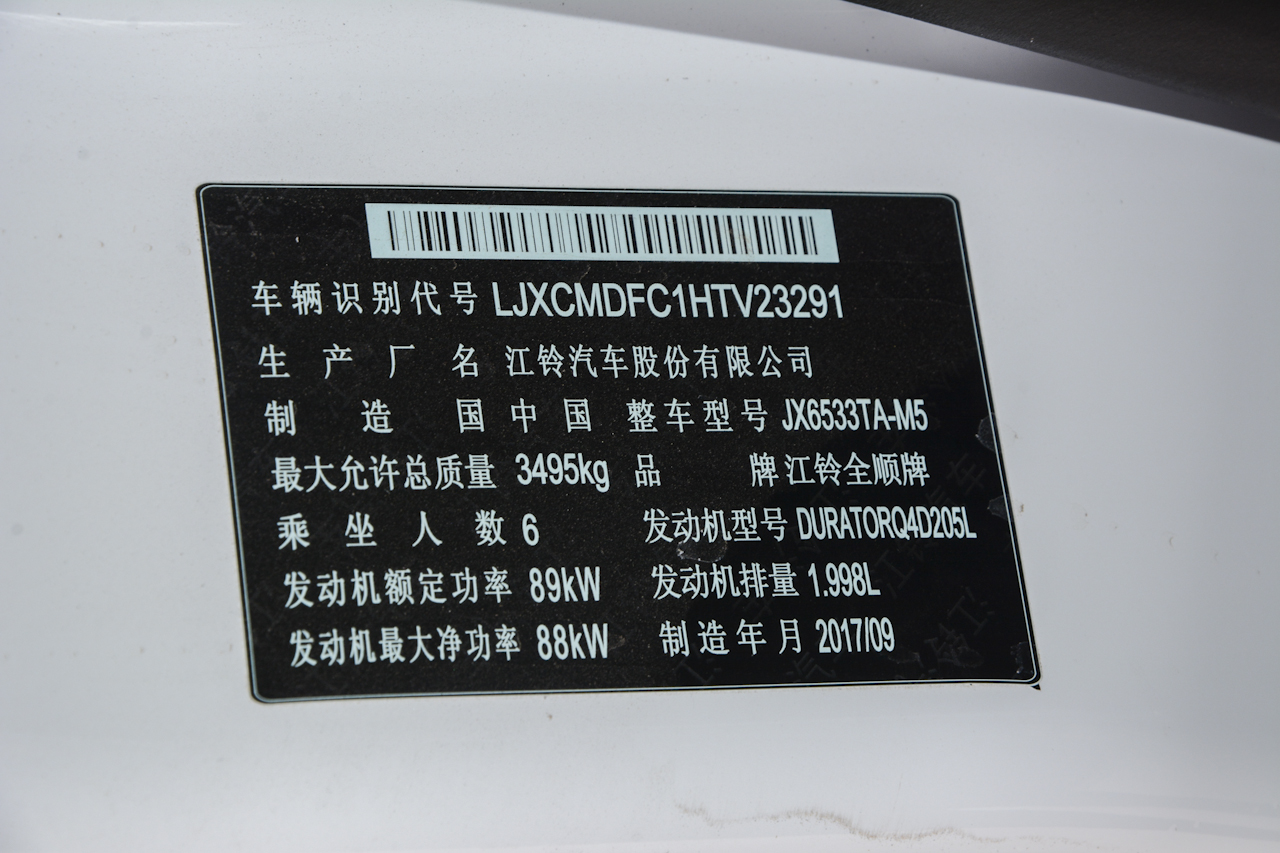 车辆识别代号 LJXCMDFC1HTV23291
生产厂名 江铃汽车股份有限公司
制造国 中国 整车型号 JX6533TA-M5
最大允许总质量 3495kg 品牌 江铃全顺牌
乘坐人数 6 发动机型号 DURATORQ4D205L
发动机额定功率 89kW 发动机排量 1.998L
发动机最大净功率 88kW 制造年月 2017/09